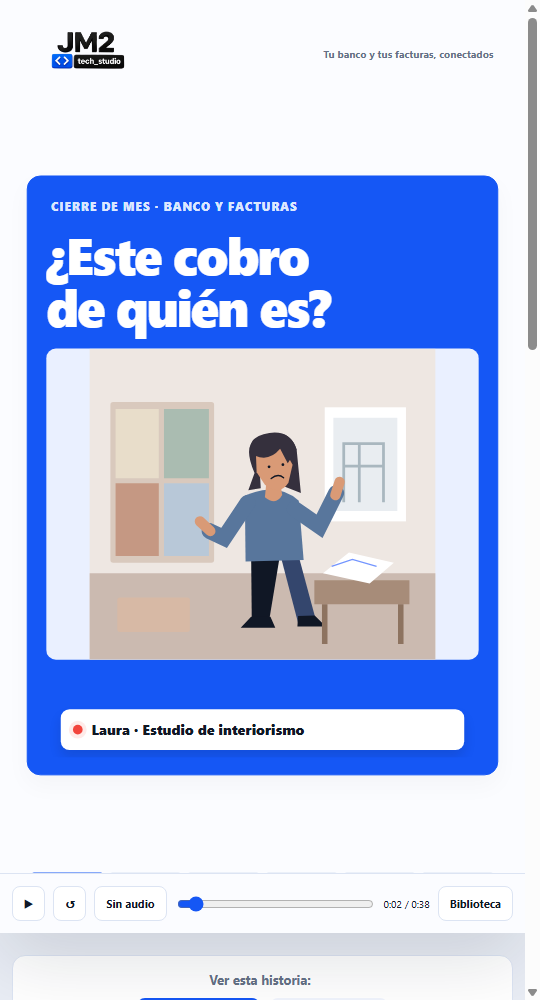 JM2
<> tech_studio
Tu banco y tus facturas, conectados
CIERRE DE MES · BANCO Y FACTURAS
¿Este cobro
de quién es?
Laura · Estudio de interiorismo
Sin audio
0:02 / 0:38
Biblioteca
Ver esta historia: